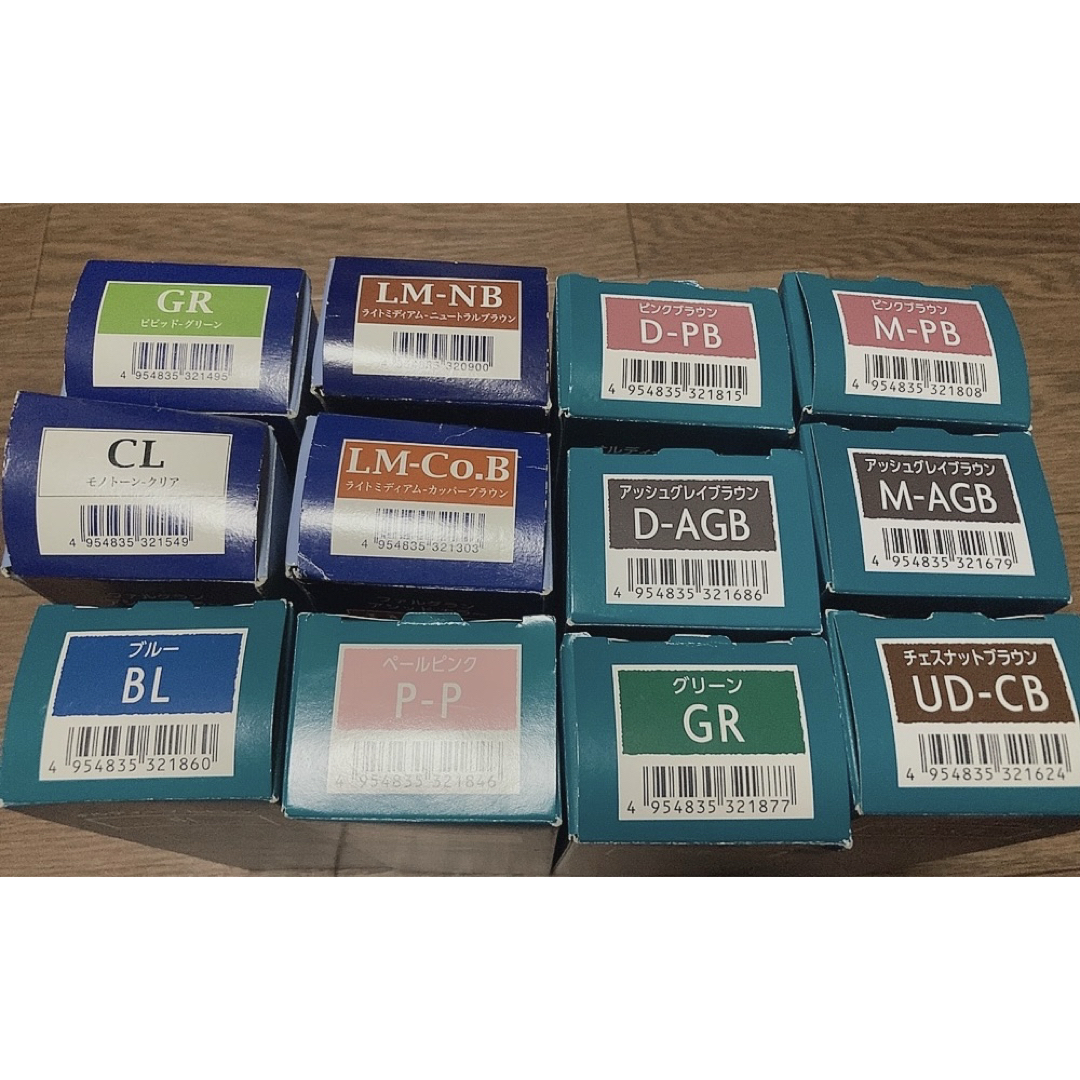 GR
ビビッド-グリーン
4 954835 321495
LM-NB
ライトミディアム-ニュートラルブラウン
4 954835 320900
ピンクブラウン
D-PB
4 954835 321815
ピンクブラウン
M-PB
4 954835 321808
CL
モノトーン-クリア
4 954835 321549
LM-Co.B
ライトミディアム-カッパーブラウン
4 954835 321303
アッシュグレイブラウン
D-AGB
4 954835 321686
アッシュグレイブラウン
M-AGB
4 954835 321679
ブルー
BL
4 954835 321860
ペールピンク
P-P
4 954835 321846
グリーン
GR
4 954835 321877
チェスナットブラウン
UD-CB
4 954835 321624